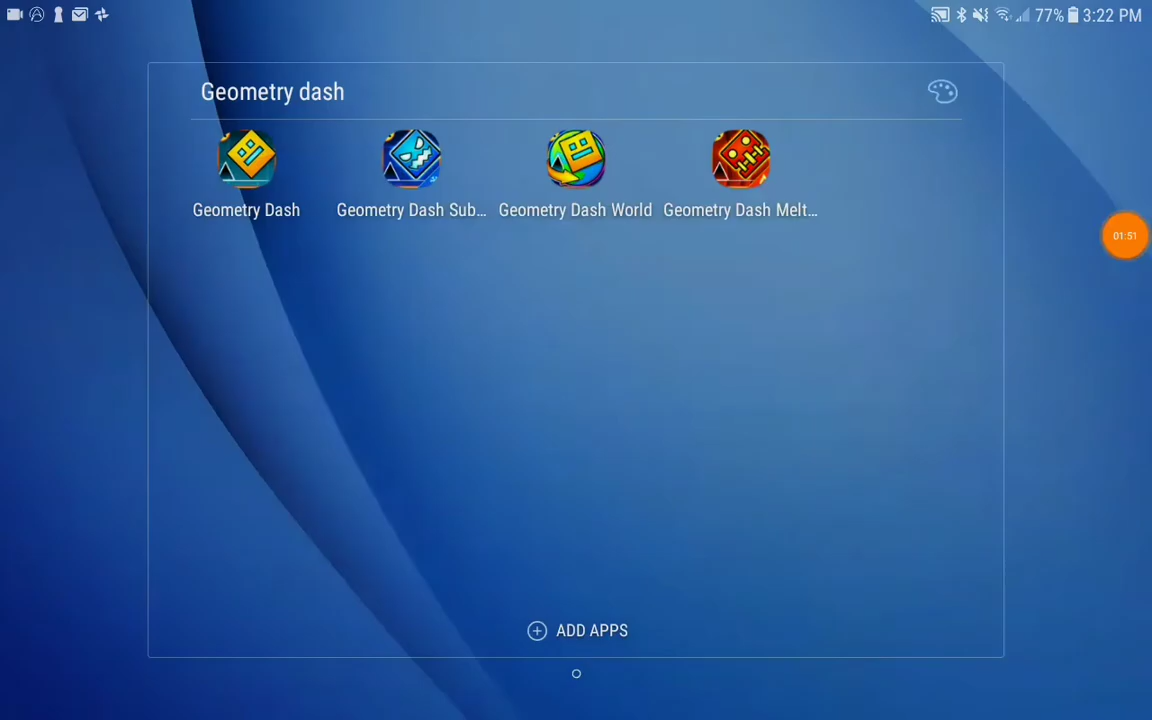 77% 3:22 PM
Geometry dash
Geometry Dash
Geometry Dash Sub...
Geometry Dash World
Geometry Dash Melt...
01:51
ADD APPS